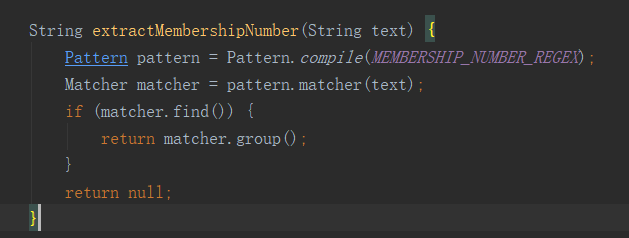 String extractMembershipNumber(String text) {
    Pattern pattern = Pattern.compile(MEMBERSHIP_NUMBER_REGEX);
    Matcher matcher = pattern.matcher(text);
    if (matcher.find()) {
        return matcher.group();
    }
    return null;
}